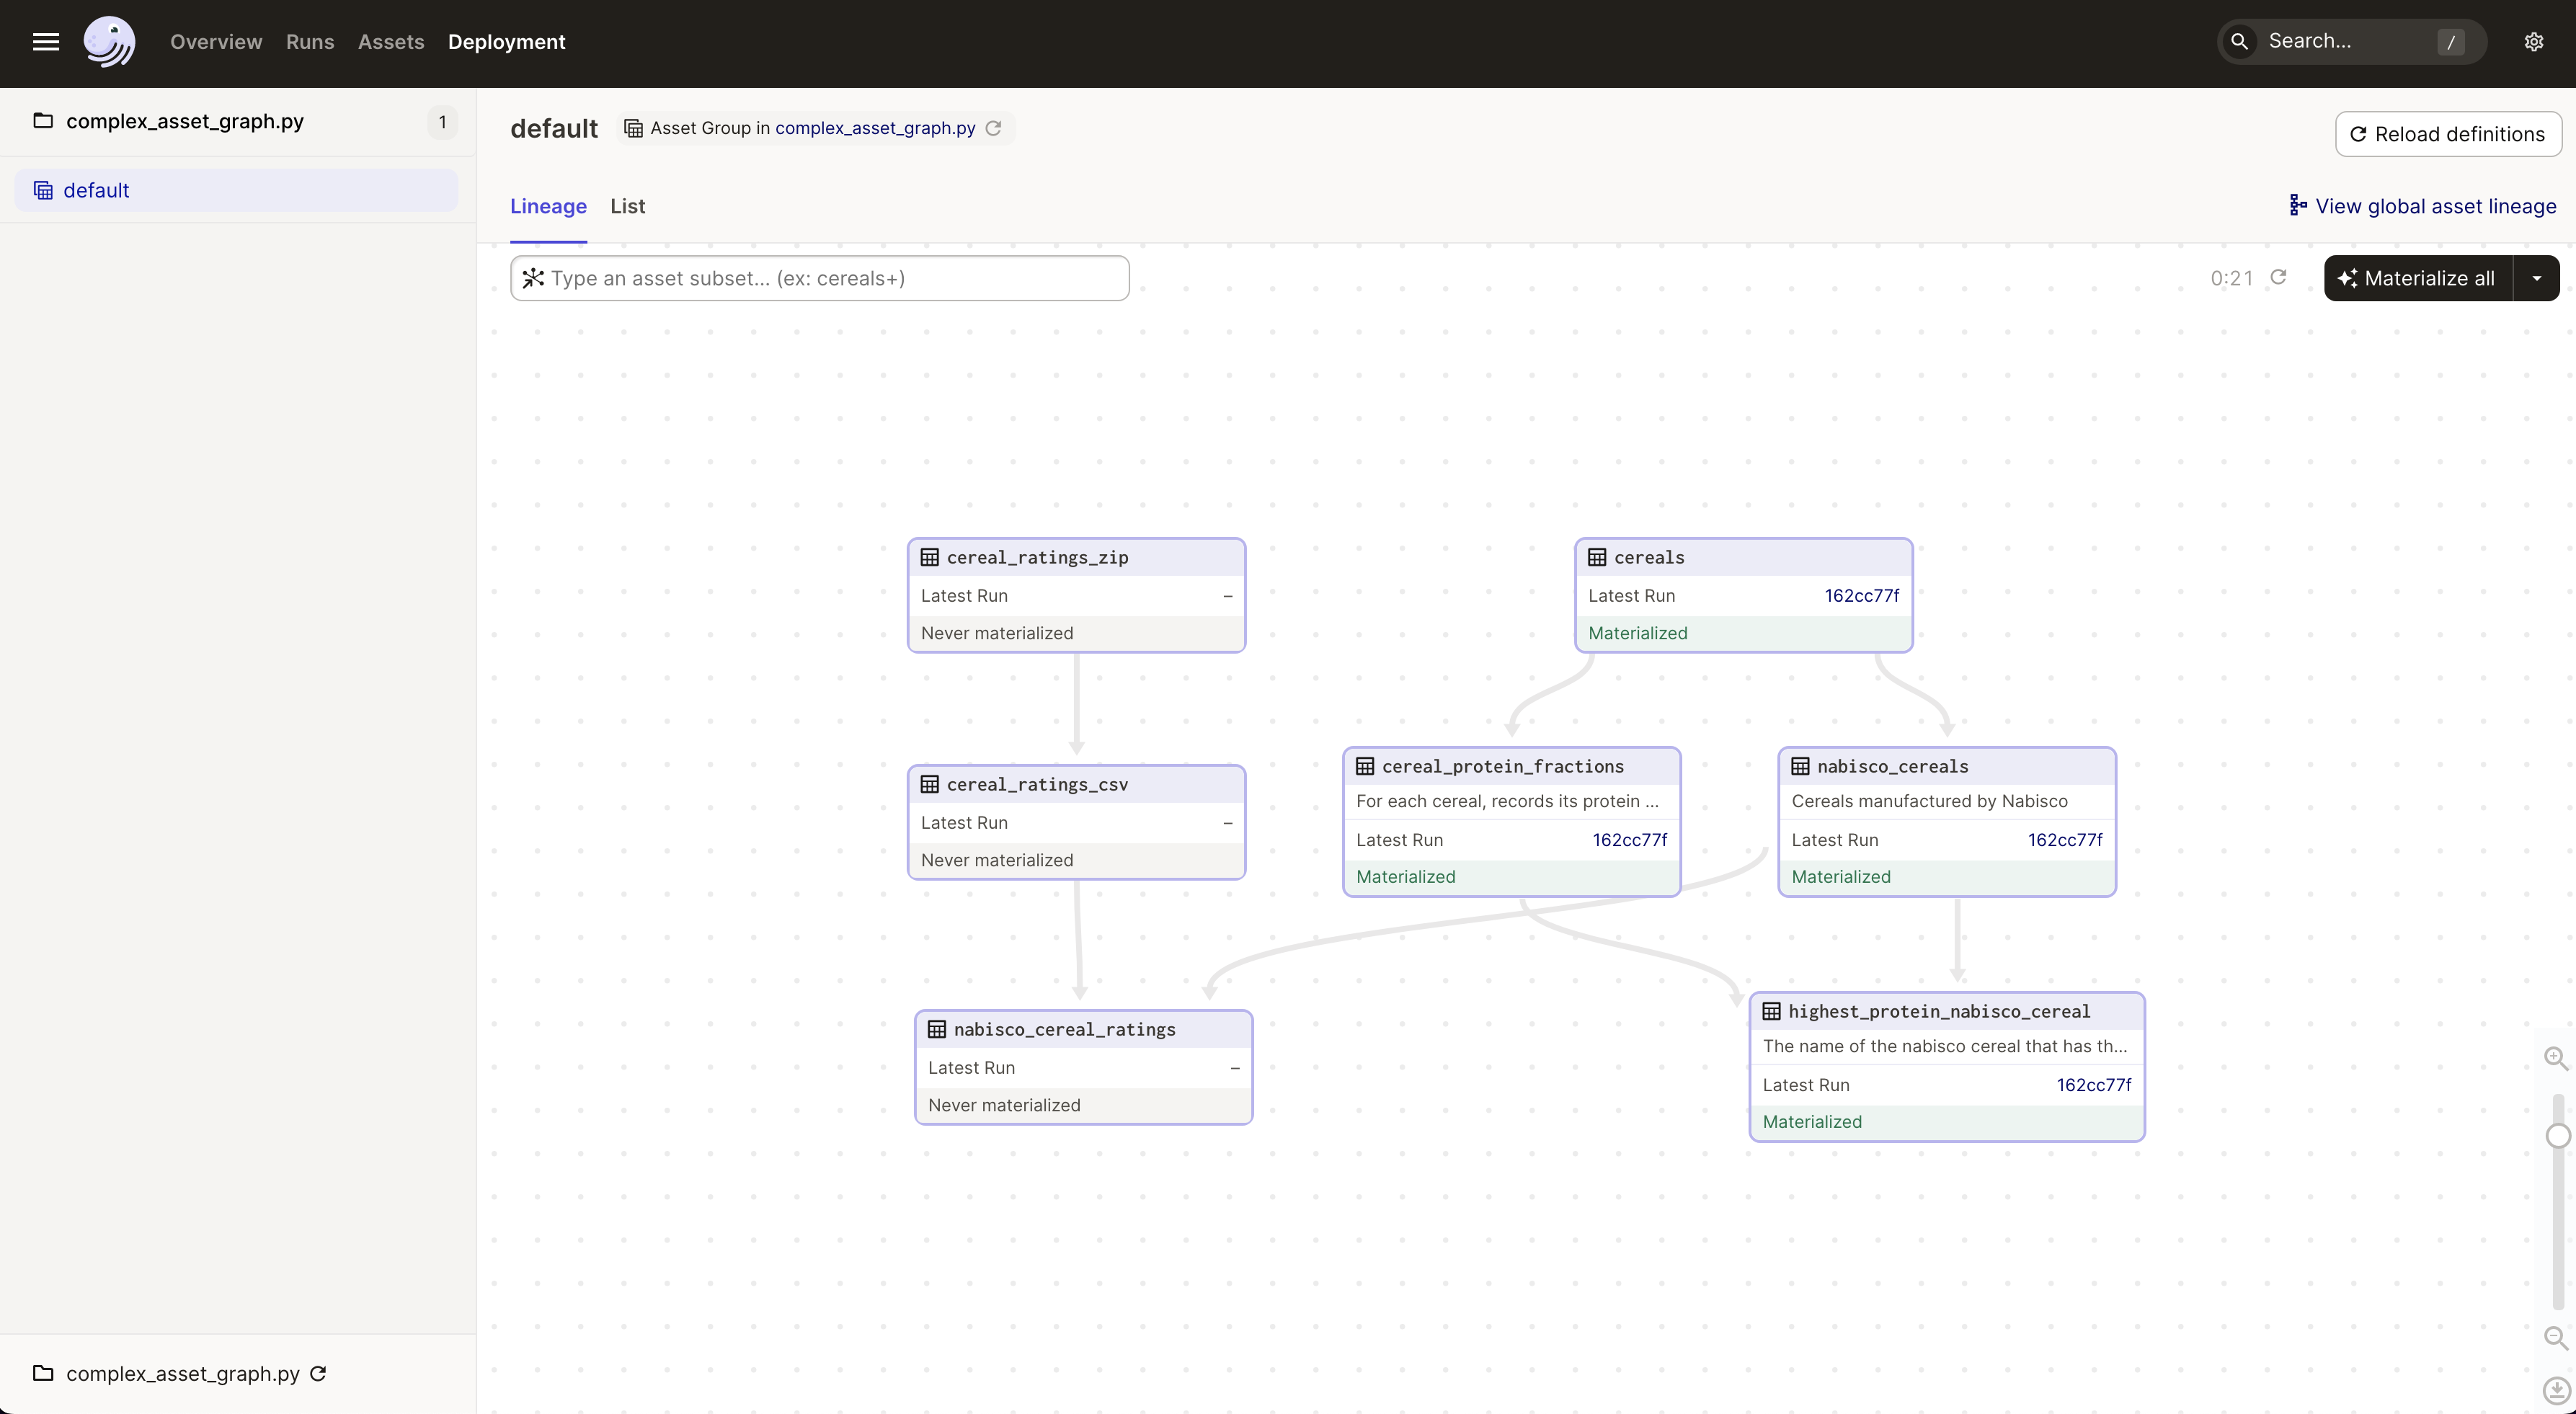 Overview Runs Assets Deployment Search... /
complex_asset_graph.py 1
default
default Asset Group in complex_asset_graph.py
Reload definitions
Lineage List
View global asset lineage
Type an asset subset... (ex: cereals+)
0:21
Materialize all
cereal_ratings_zip
Latest Run –
Never materialized
cereals
Latest Run 162cc77f
Materialized
cereal_ratings_csv
Latest Run –
Never materialized
cereal_protein_fractions
For each cereal, records its protein ...
Latest Run 162cc77f
Materialized
nabisco_cereals
Cereals manufactured by Nabisco
Latest Run 162cc77f
Materialized
nabisco_cereal_ratings
Latest Run –
Never materialized
highest_protein_nabisco_cereal
The name of the nabisco cereal that has th...
Latest Run 162cc77f
Materialized
complex_asset_graph.py